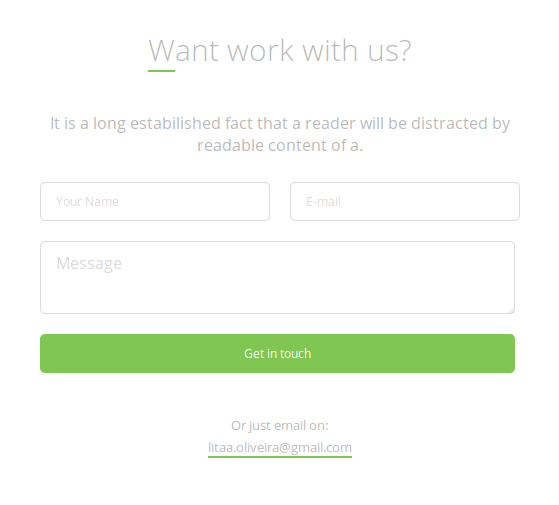 Want work with us?
It is a long estabilished fact that a reader will be distracted by
readable content of a.
Your Name
E-mail
Message
Get in touch
Or just email on:
litaa.oliveira@gmail.com